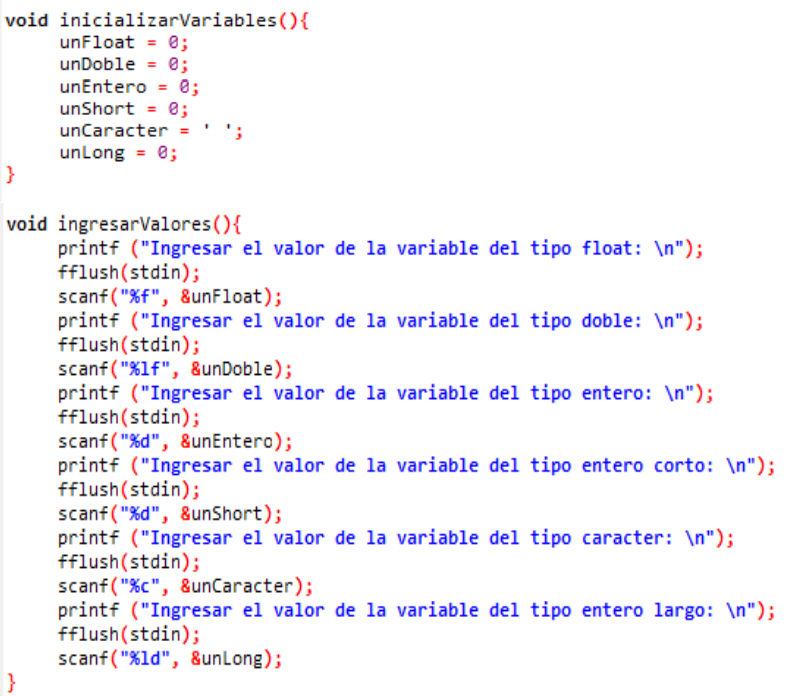 void inicializarVariables(){
unFloat = 0;
unDoble = 0;
unEntero = 0;
unShort = 0;
unCaracter = ' ';
unLong = 0;
}
void ingresarValores(){
printf ("Ingresar el valor de la variable del tipo float: \n");
fflush(stdin);
scanf("%f", &unFloat);
printf ("Ingresar el valor de la variable del tipo doble: \n");
fflush(stdin);
scanf("%lf", &unDoble);
printf ("Ingresar el valor de la variable del tipo entero: \n");
fflush(stdin);
scanf("%d", &unEntero);
printf ("Ingresar el valor de la variable del tipo entero corto: \n");
fflush(stdin);
scanf("%d", &unShort);
printf ("Ingresar el valor de la variable del tipo caracter: \n");
fflush(stdin);
scanf("%c", &unCaracter);
printf ("Ingresar el valor de la variable del tipo entero largo: \n");
fflush(stdin);
scanf("%ld", &unLong);
}